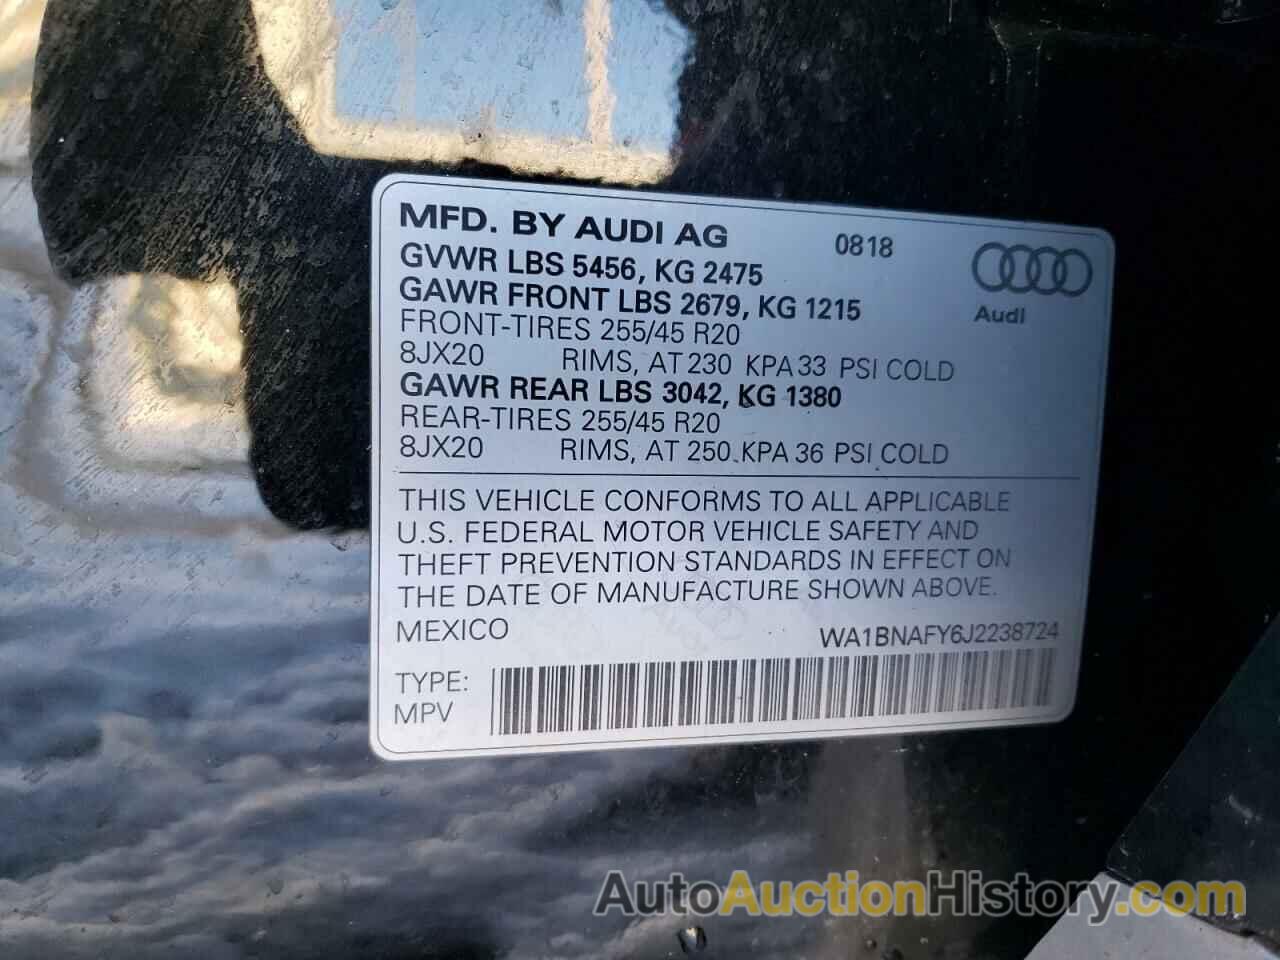 MFD. BY AUDI AG 0818
GVWR LBS 5456, KG 2475
GAWR FRONT LBS 2679, KG 1215
Audi
FRONT-TIRES 255/45 R20
8JX20 RIMS, AT 230 KPA 33 PSI COLD
GAWR REAR LBS 3042, KG 1380
REAR-TIRES 255/45 R20
8JX20 RIMS, AT 250 KPA 36 PSI COLD
THIS VEHICLE CONFORMS TO ALL APPLICABLE
U.S. FEDERAL MOTOR VEHICLE SAFETY AND
THEFT PREVENTION STANDARDS IN EFFECT ON
THE DATE OF MANUFACTURE SHOWN ABOVE.
MEXICO WA1BNAFY6J2238724
TYPE:
MPV
AutoAuctionHistory.com